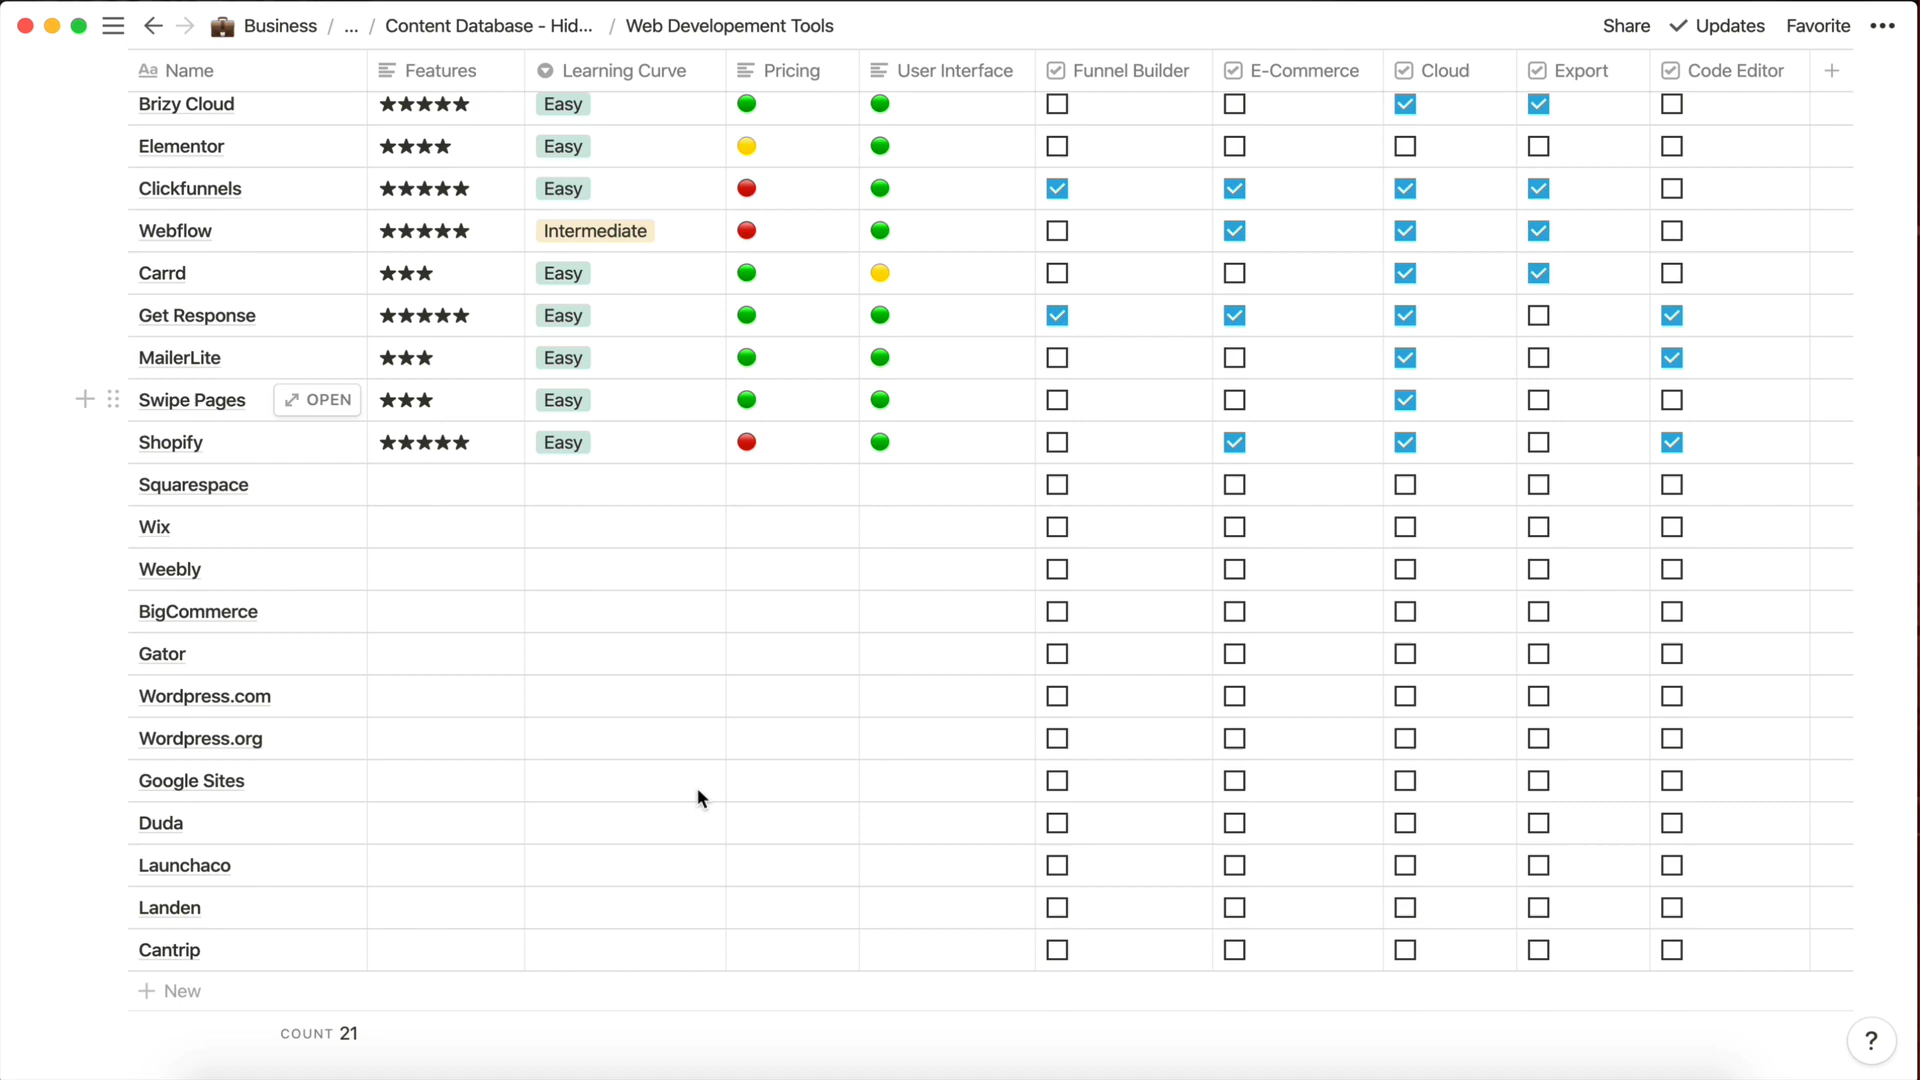 Business / ... / Content Database - Hid... / Web Developement Tools Share Updates Favorite •••
Aa Name Features Learning Curve Pricing User Interface Funnel Builder E-Commerce Cloud Export Code Editor +
Brizy Cloud ★★★★★ Easy
Elementor ★★★★ Easy
Clickfunnels ★★★★★ Easy
Webflow ★★★★★ Intermediate
Carrd ★★★ Easy
Get Response ★★★★★ Easy
MailerLite ★★★ Easy
Swipe Pages OPEN ★★★ Easy
Shopify ★★★★★ Easy
Squarespace
Wix
Weebly
BigCommerce
Gator
Wordpress.com
Wordpress.org
Google Sites
Duda
Launchaco
Landen
Cantrip
+ New
COUNT 21
?